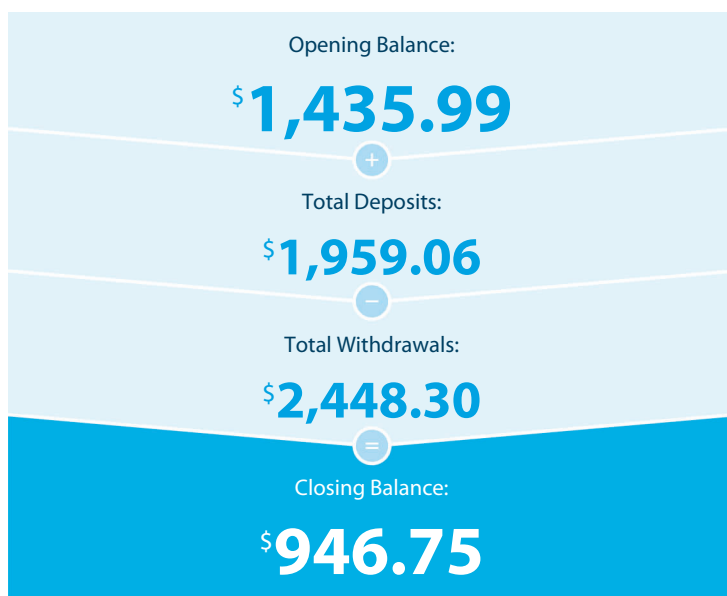 Opening Balance:
$1,435.99
+
Total Deposits:
$1,959.06
−
Total Withdrawals:
$2,448.30
=
Closing Balance:
$946.75